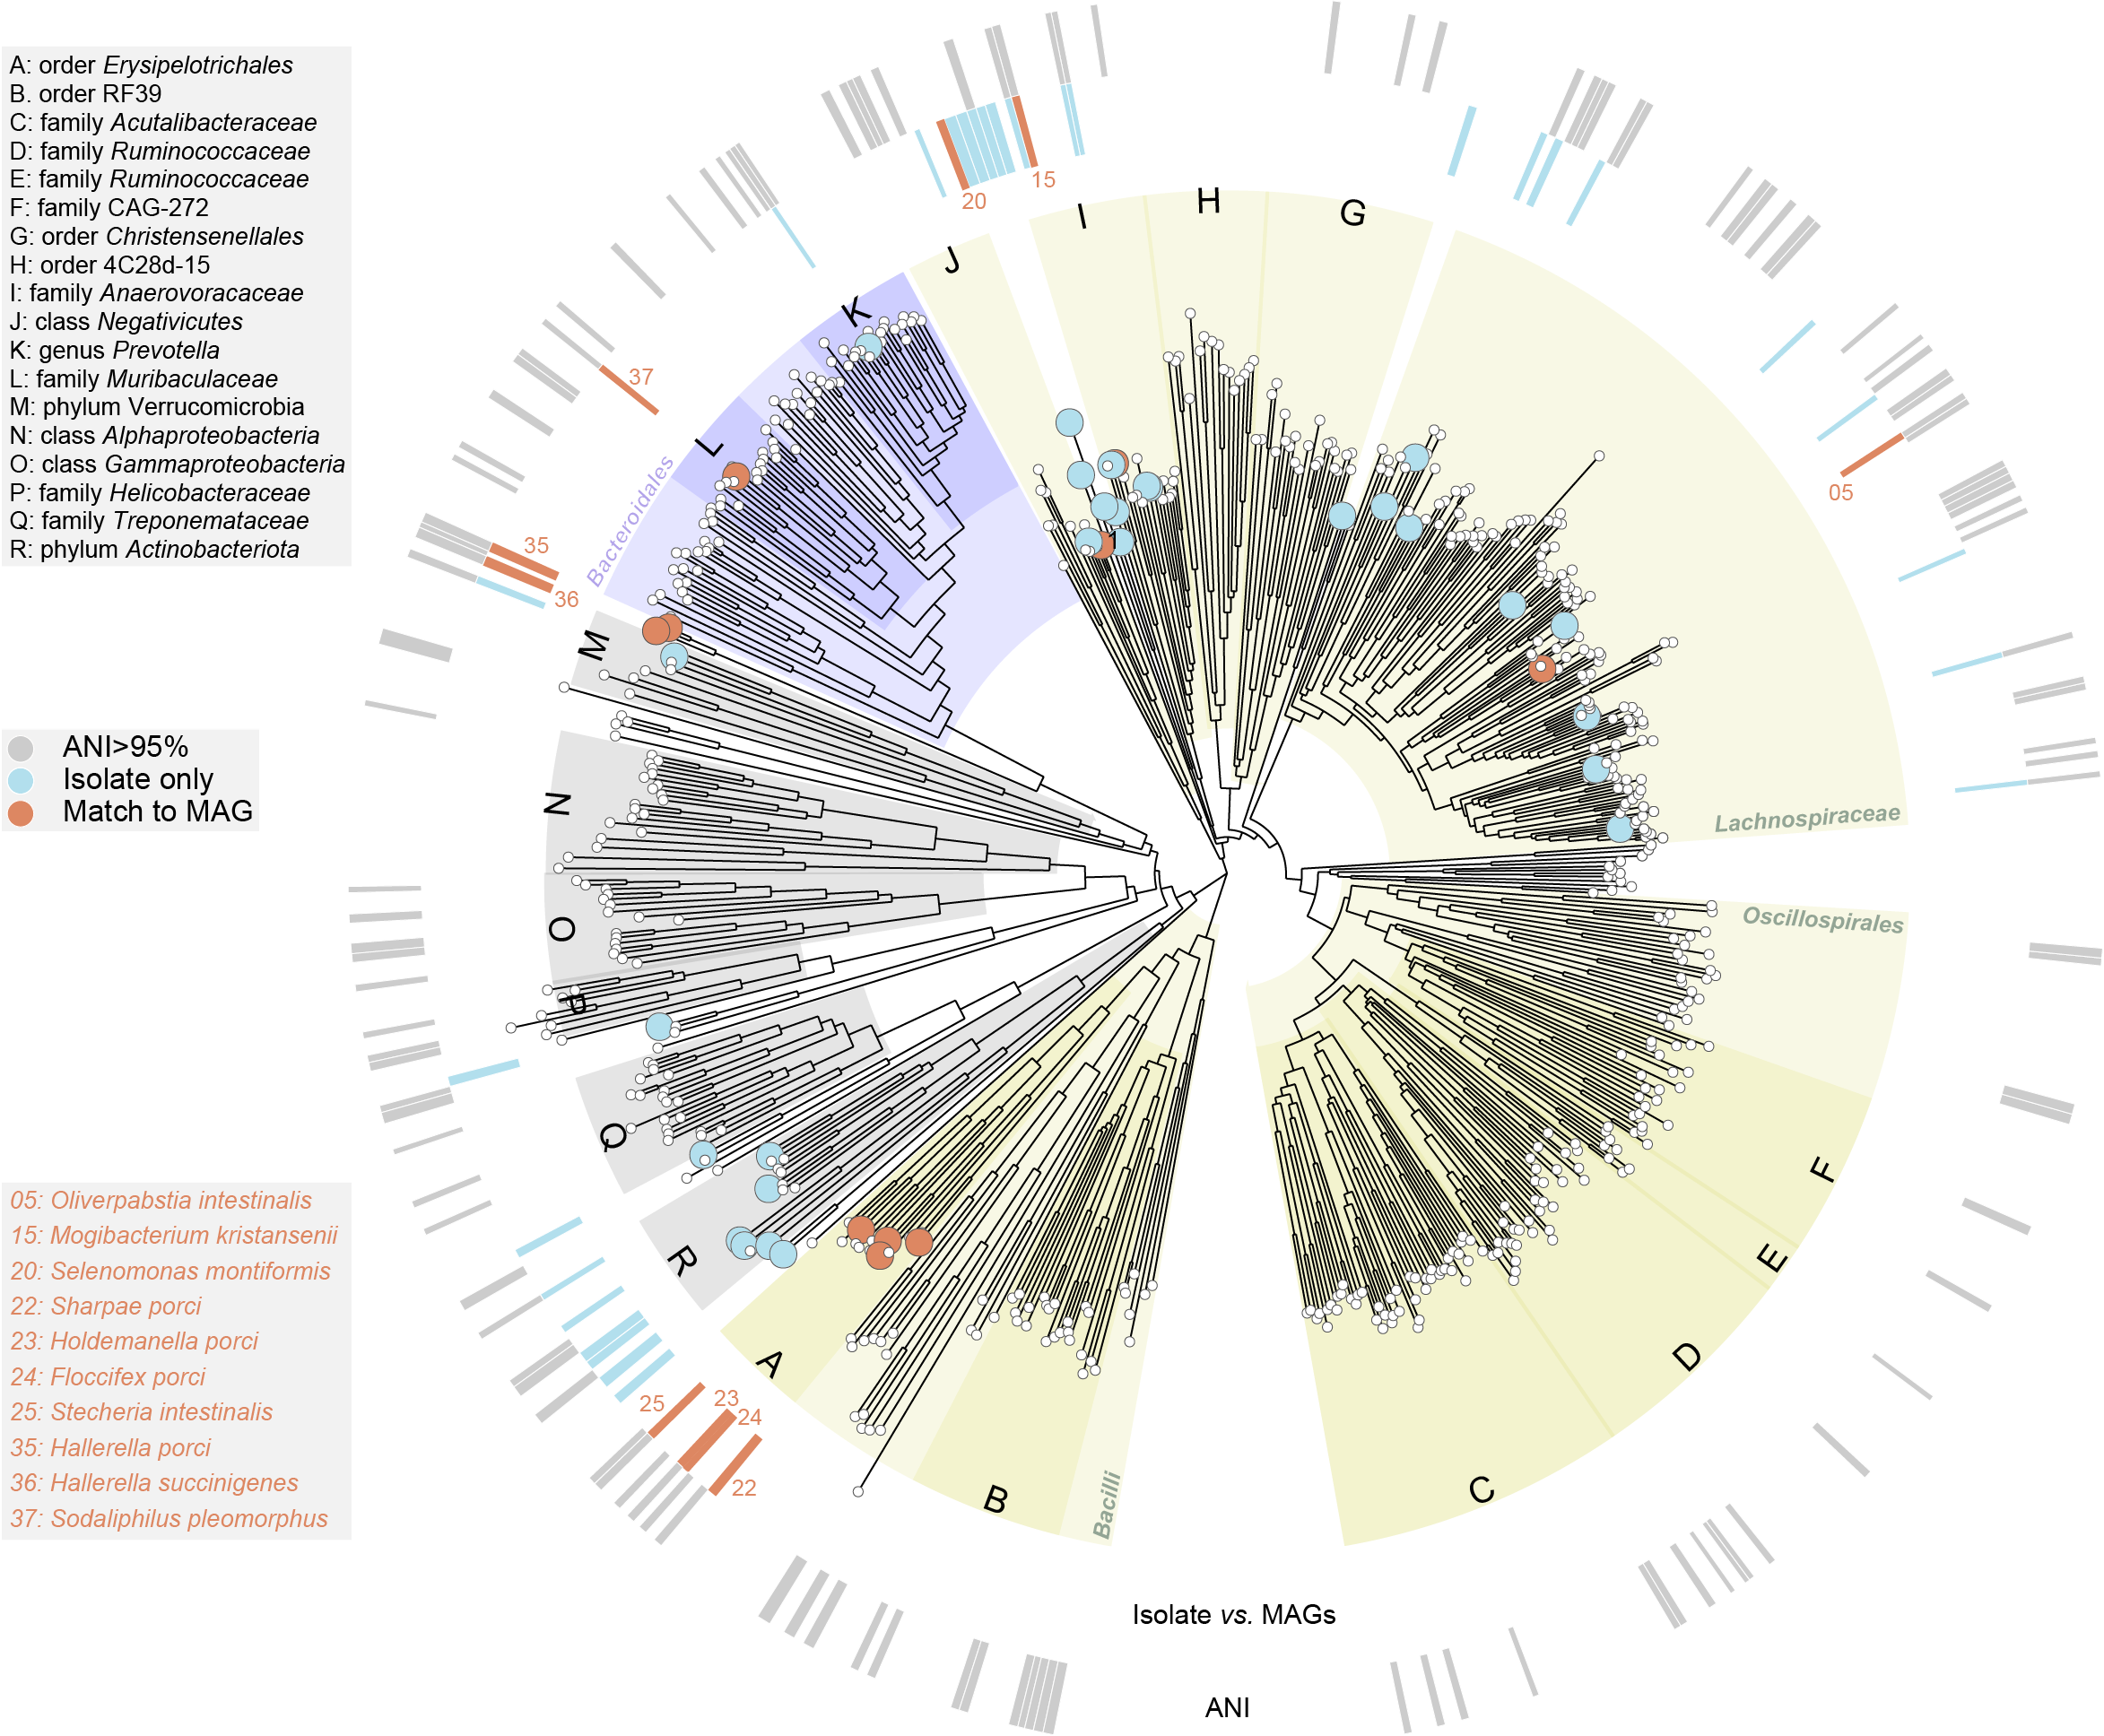 A: order Erysipelotrichales
B. order RF39
C: family Acutalibacteraceae
D: family Ruminococcaceae
E: family Ruminococcaceae
F: family CAG-272
G: order Christensenellales
H: order 4C28d-15
I: family Anaerovoracaceae
J: class Negativicutes
K: genus Prevotella
L: family Muribaculaceae
M: phylum Verrucomicrobia
N: class Alphaproteobacteria
O: class Gammaproteobacteria
P: family Helicobacteraceae
Q: family Treponemataceae
R: phylum Actinobacteriota
ANI>95%
Isolate only
Match to MAG
05: Oliverpabstia intestinalis
15: Mogibacterium kristansenii
20: Selenomonas montiformis
22: Sharpae porci
23: Holdemanella porci
24: Floccifex porci
25: Stecheria intestinalis
35: Hallerella porci
36: Hallerella succinigenes
37: Sodaliphilus pleomorphus
20
15
I
H
G
J
K
37
L
Bacteroidales
35
36
M
05
1
N
Lachnospiraceae
Oscillospirales
O
P
Q
R
F
E
D
A
25
23
24
22
B
Bacilli
C
Isolate vs. MAGs
ANI